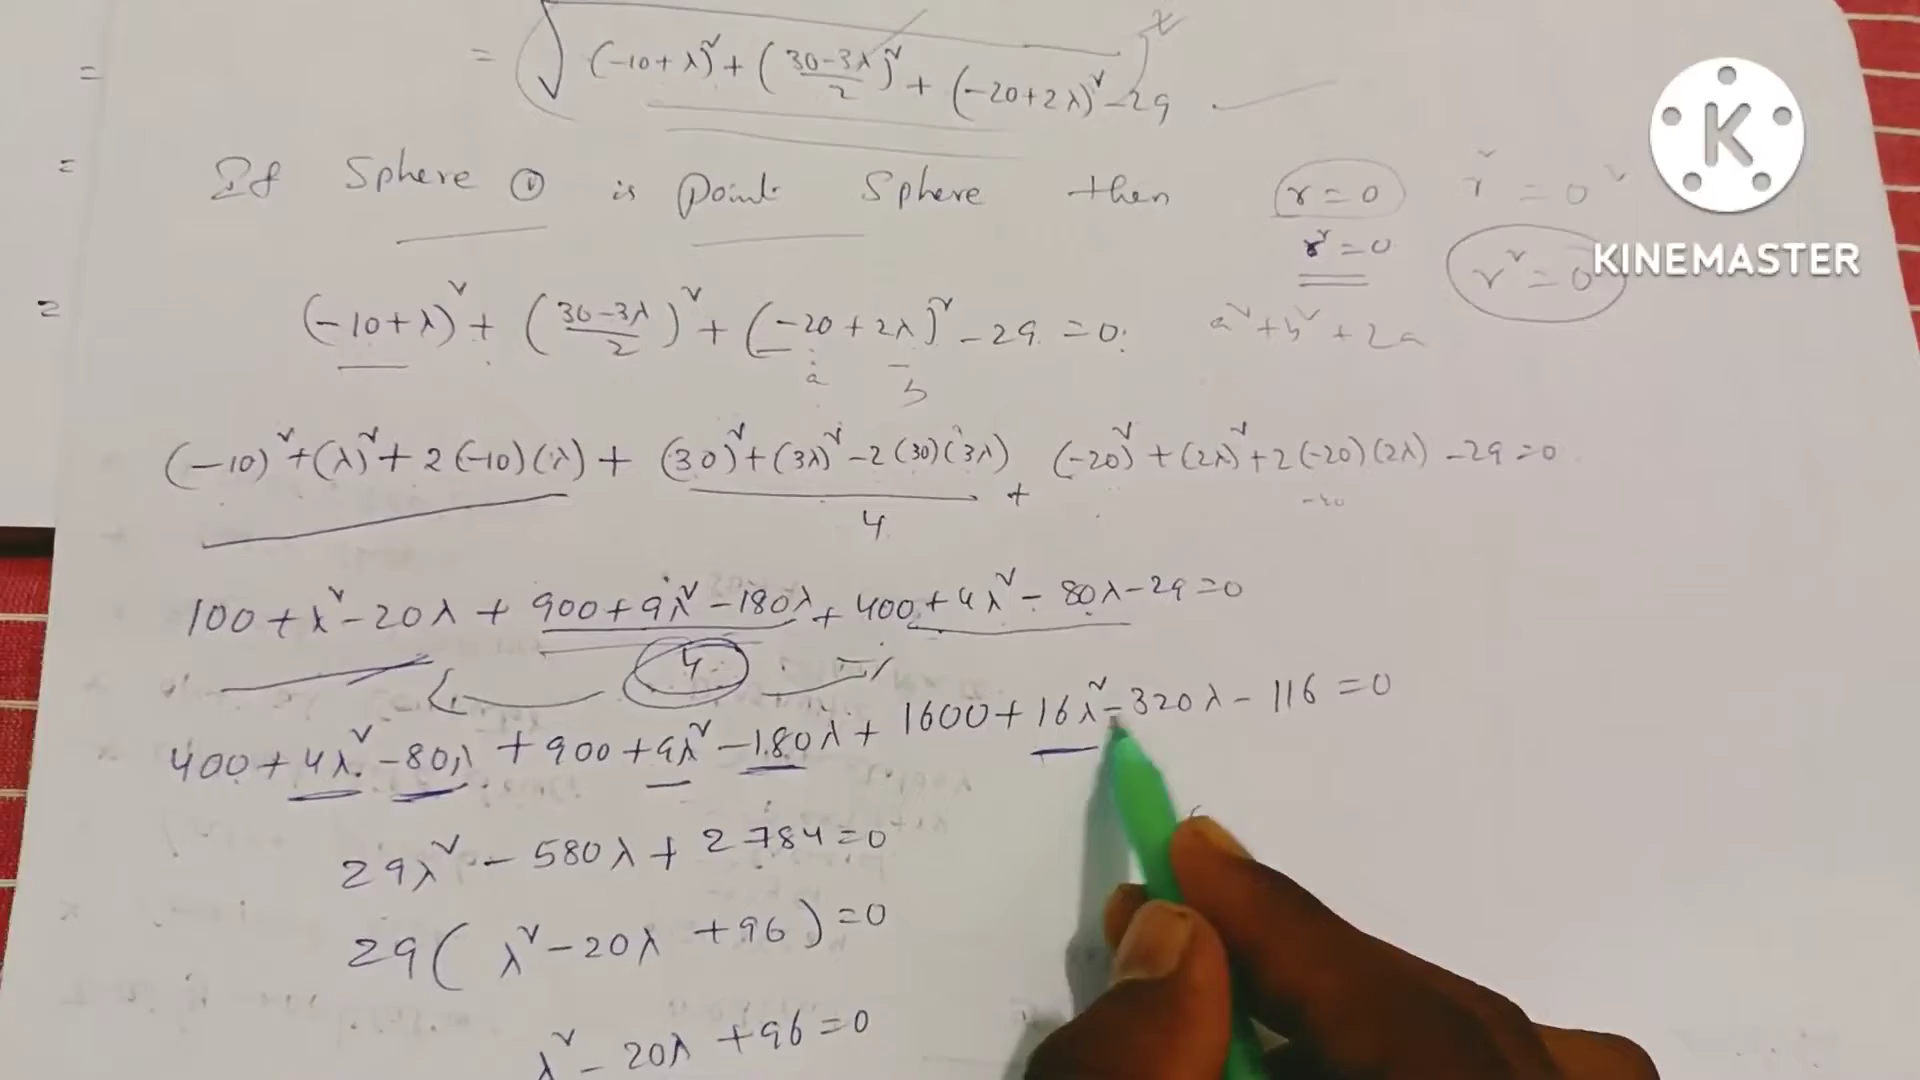 = √(-10+λ)² + (30-3λ/2)² + (-20+2λ)² - 29
=
If Sphere ① is point Sphere then r=0 r² = 0²
= r²=0 r² = 0
KINEMASTER
(-10+λ)² + (30-3λ/2)² + (-20+2λ)² - 29 = 0. a²+b²+2a
a b
(-10)²+(λ)²+2(-10)(λ) + (30)²+(3λ)²-2(30)(3λ)/4 + (-20)²+(2λ)²+2(-20)(2λ) - 29=0
100+λ²-20λ + 900+9λ²-180λ/4 + 400+4λ²-80λ-29=0
400+4λ²-80λ+900+9λ²-180λ+1600+16λ²-320λ-116=0
29λ²-580λ+2784=0
29(λ²-20λ+96)=0
λ²-20λ+96=0